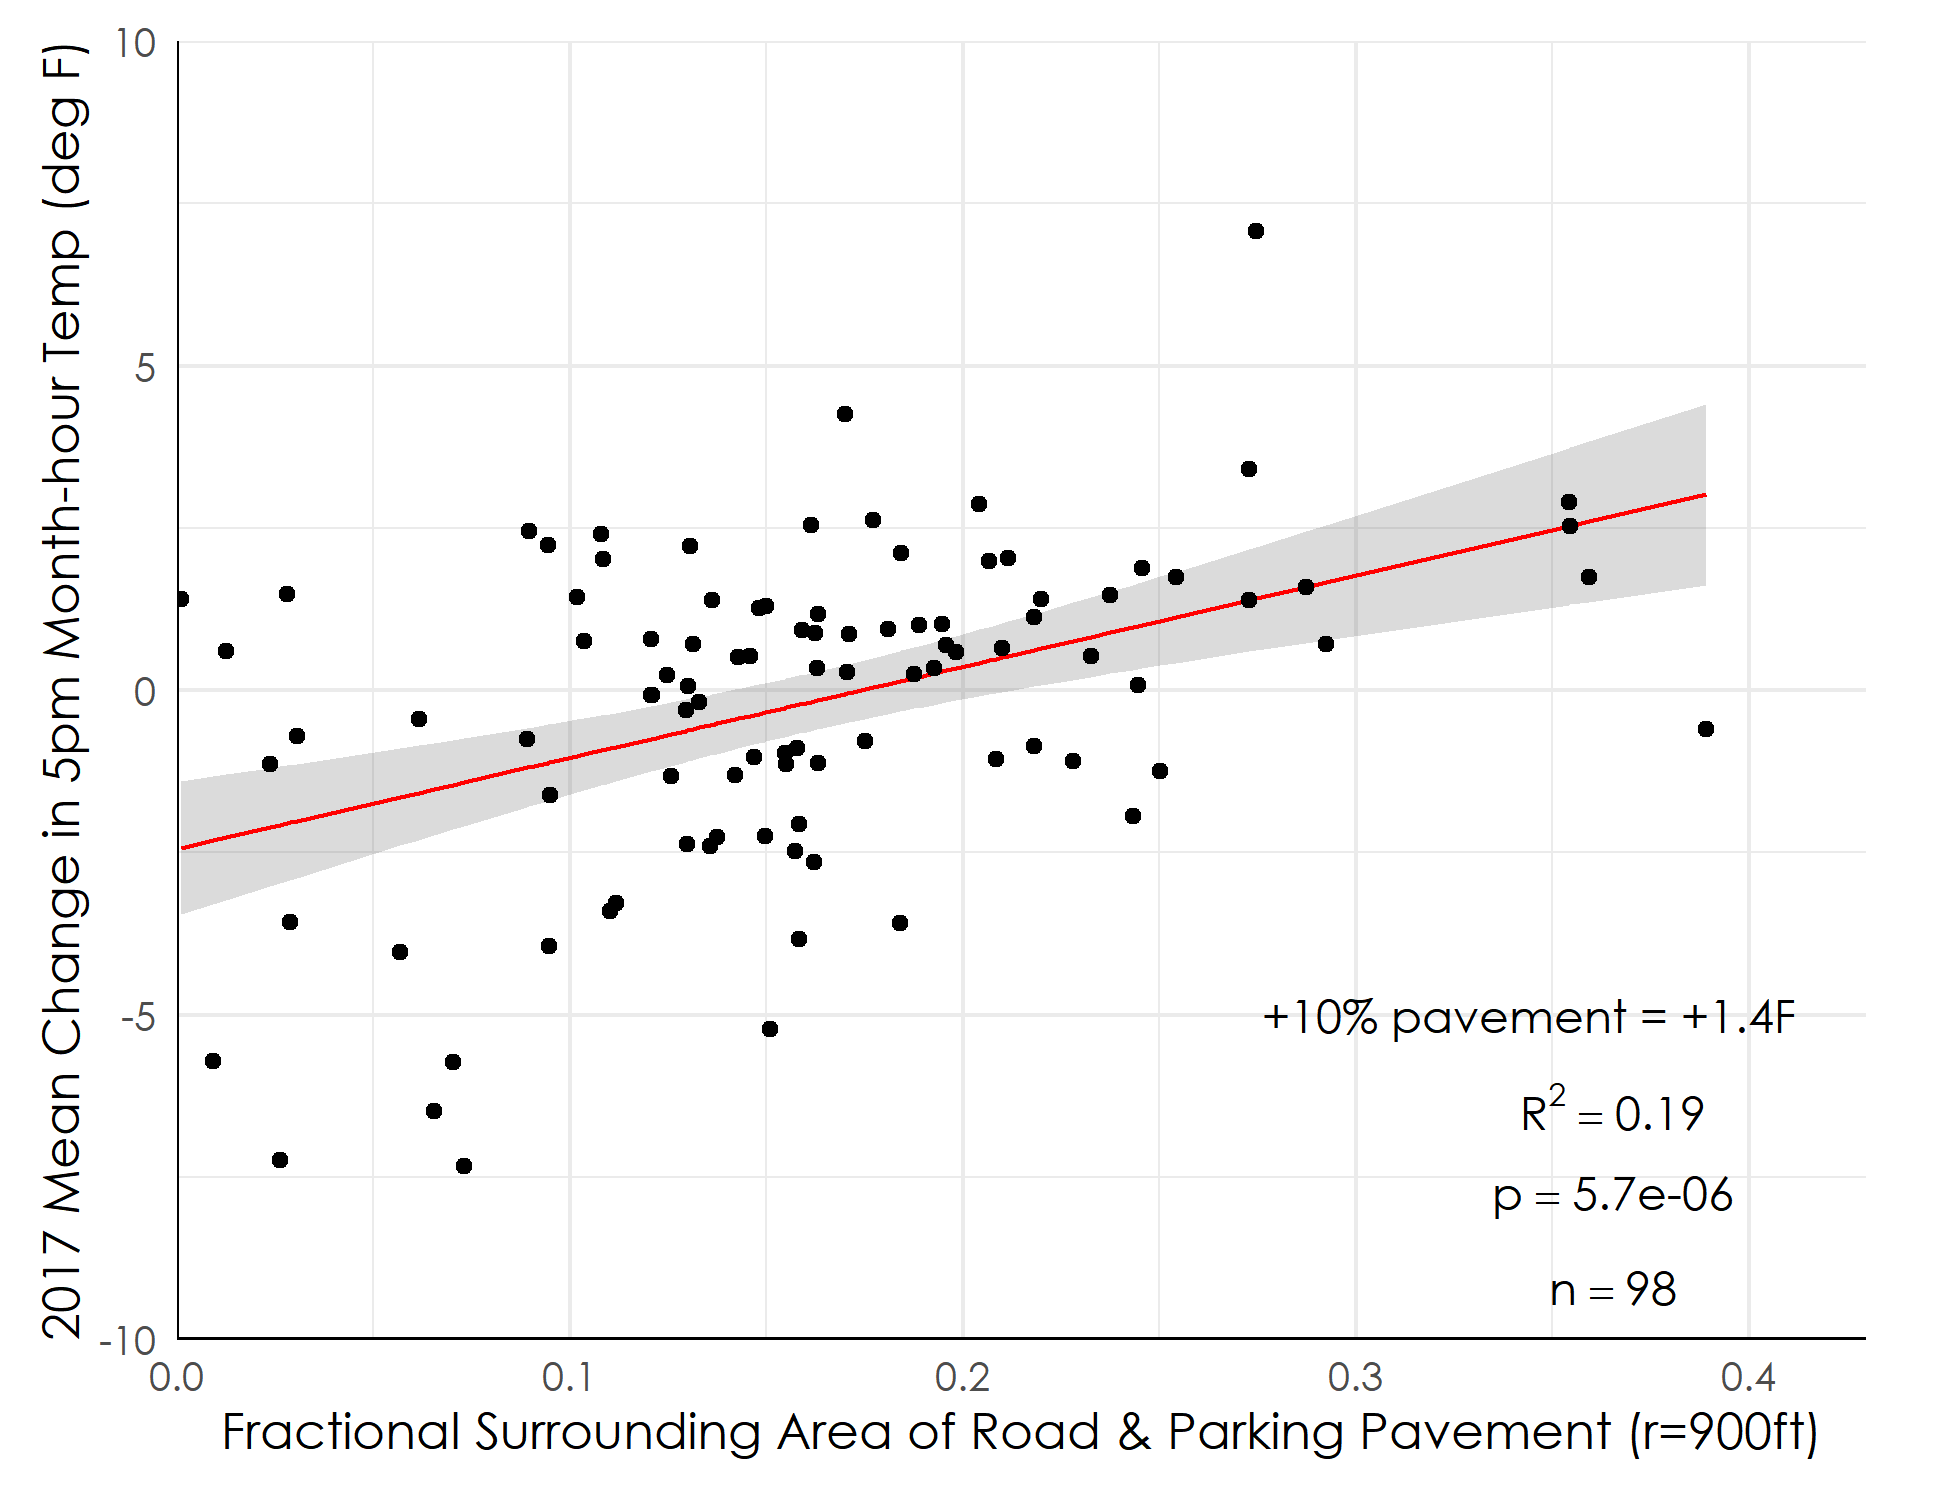 2017 Mean Change in 5pm Month-hour Temp (deg F)
10
5
0
-5
-10
+10% pavement = +1.4F
R² = 0.19
p = 5.7e-06
n = 98
0.0 0.1 0.2 0.3 0.4
Fractional Surrounding Area of Road & Parking Pavement (r=900ft)